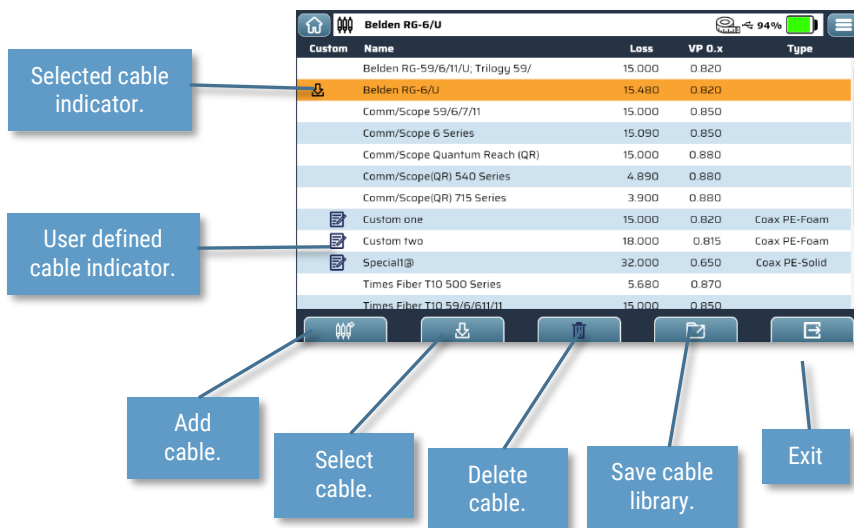 Belden RG-6/U 94%
Custom Name Loss VP 0.x Type
Belden RG-59/6/11/U; Trilogy 59/ 15.000 0.820
Belden RG-6/U 15.480 0.820
Comm/Scope 59/6/7/11 15.000 0.850
Comm/Scope 6 Series 15.090 0.850
Comm/Scope Quantum Reach (QR) 15.000 0.880
Comm/Scope(QR) 540 Series 4.890 0.880
Comm/Scope(QR) 715 Series 3.900 0.880
Custom one 15.000 0.820 Coax PE-Foam
Custom two 18.000 0.815 Coax PE-Foam
Special1@ 32.000 0.650 Coax PE-Solid
Times Fiber T10 500 Series 5.680 0.870
Times Fiber T10 59/6/611/11 15.000 0.850
Selected cable
indicator.
User defined
cable indicator.
Add
cable.
Select
cable.
Delete
cable.
Save cable
library.
Exit